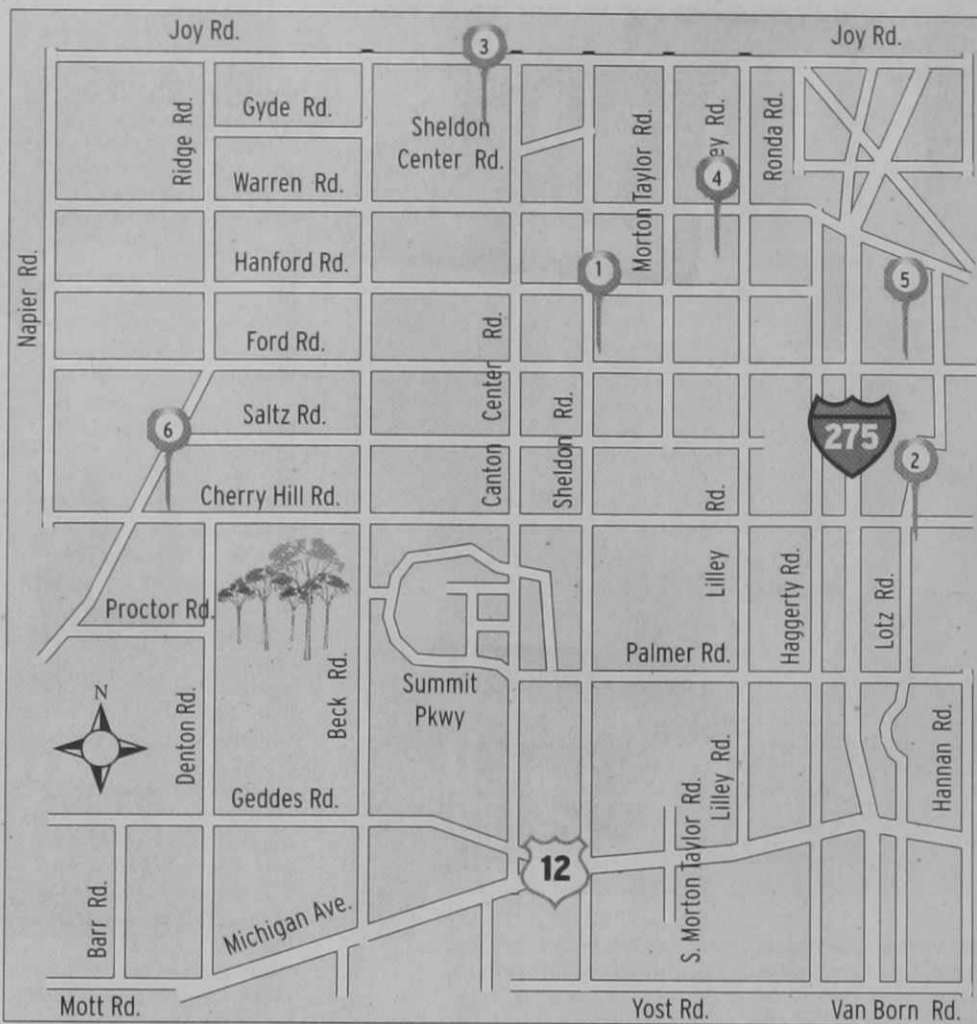 Joy Rd.
Joy Rd.
3
Gyde Rd.
Sheldon
Center Rd.
Ridge Rd.
Morton Taylor Rd.
ey Rd.
Ronda Rd.
4
Warren Rd.
Napier Rd.
Hanford Rd.
1
5
Ford Rd.
Canton Center Rd.
Saltz Rd.
Sheldon Rd.
6
275
2
Cherry Hill Rd.
Lilley Rd.
Haggerty Rd.
Lotz Rd.
Proctor Rd.
Palmer Rd.
Beck Rd.
Summit
Pkwy
N
Denton Rd.
Hannan Rd.
Lilley Rd.
S. Morton Taylor Rd.
Geddes Rd.
12
Michigan Ave.
Barr Rd.
Mott Rd.
Yost Rd.
Van Born Rd.